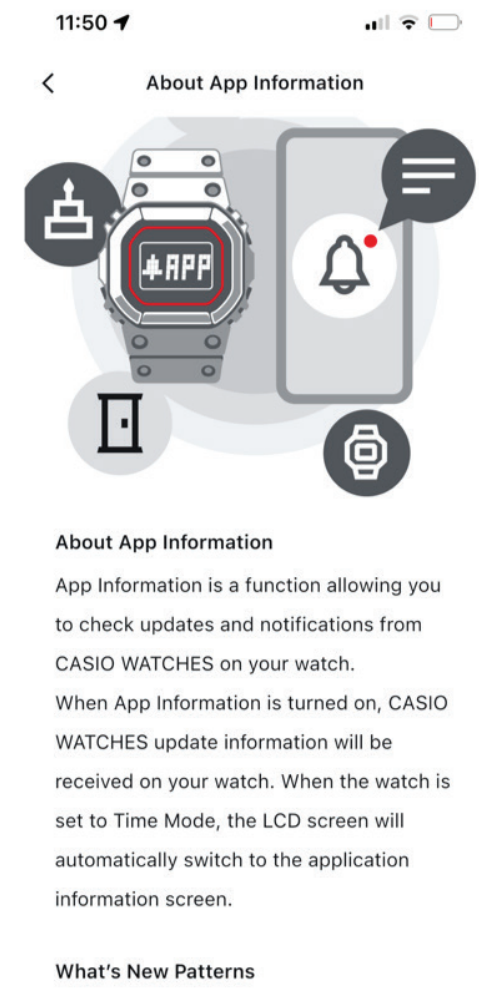 11:50
About App Information
APP
About App Information
App Information is a function allowing you
to check updates and notifications from
CASIO WATCHES on your watch.
When App Information is turned on, CASIO
WATCHES update information will be
received on your watch. When the watch is
set to Time Mode, the LCD screen will
automatically switch to the application
information screen.
What's New Patterns